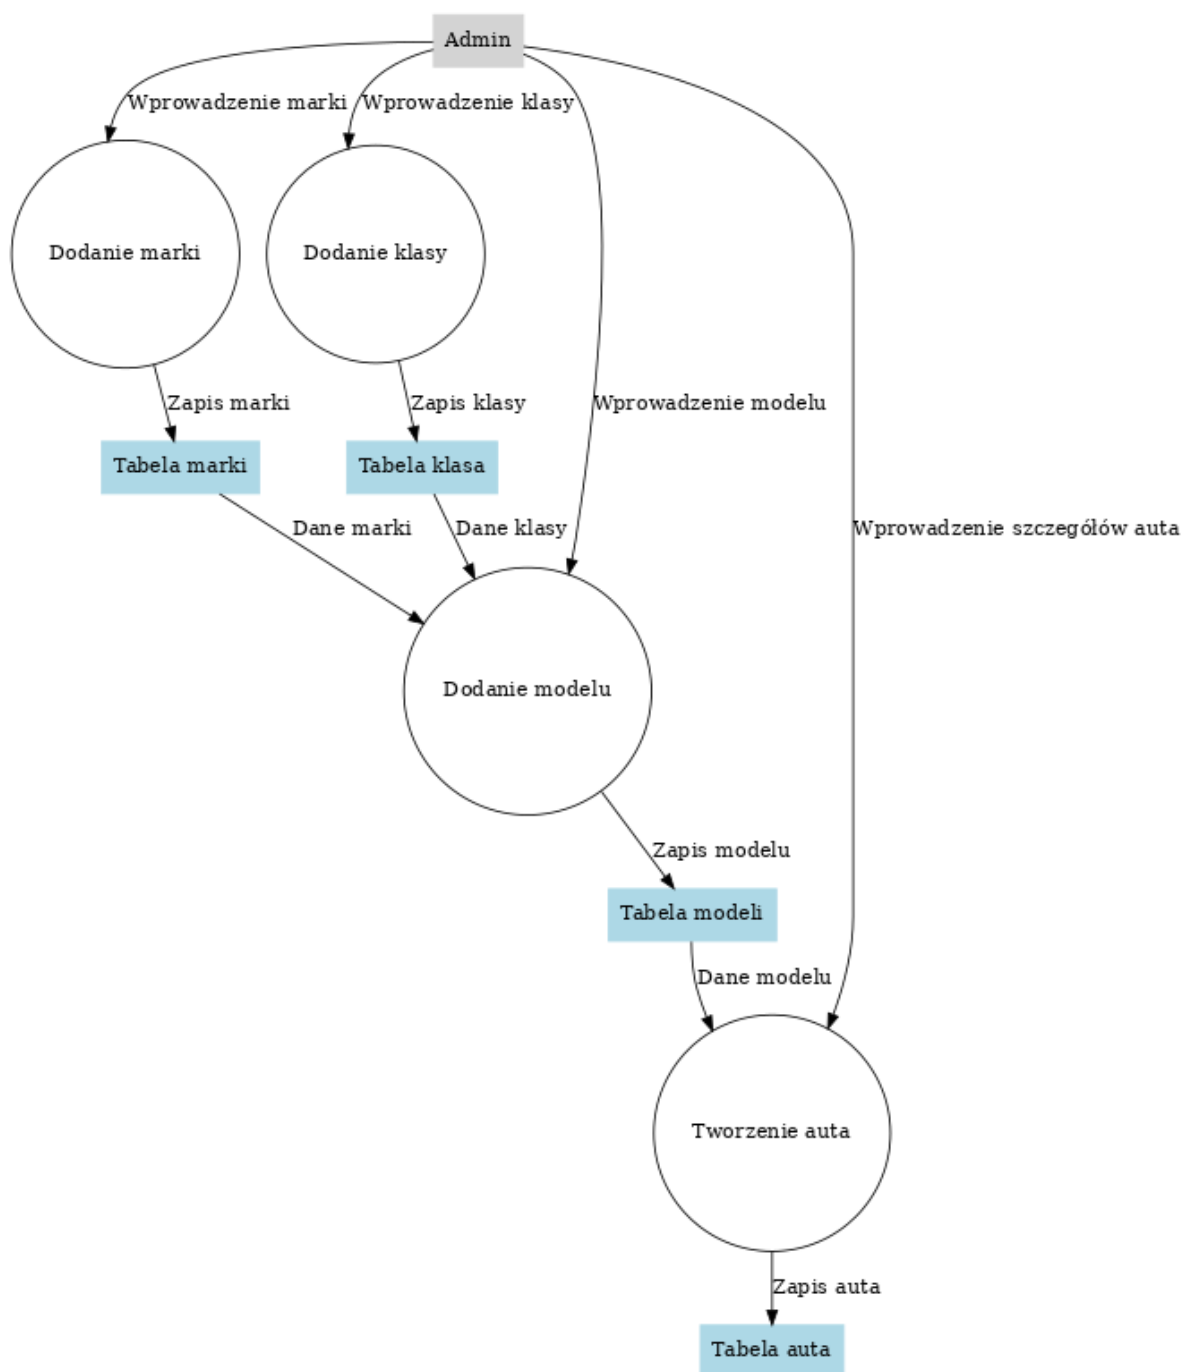 Admin
Wprowadzenie marki
Wprowadzenie klasy
Dodanie marki
Dodanie klasy
Zapis marki
Zapis klasy
Wprowadzenie modelu
Tabela marki
Tabela klasa
Dane marki
Dane klasy
Wprowadzenie szczegółów auta
Dodanie modelu
Zapis modelu
Tabela modeli
Dane modelu
Tworzenie auta
Zapis auta
Tabela auta